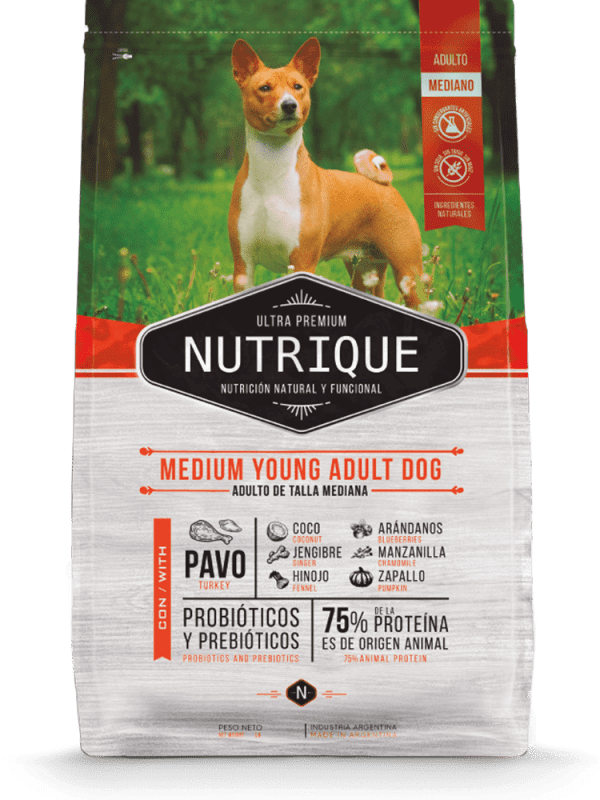 ADULTO
MEDIANO
INGREDIENTES
NATURALES
ULTRA PREMIUM
NUTRIQUE
NUTRICIÓN NATURAL Y FUNCIONAL
MEDIUM YOUNG ADULT DOG
ADULTO DE TALLA MEDIANA
CON / WITH
PAVO
TURKEY
COCO
COCONUT
JENGIBRE
GINGER
HINOJO
FENNEL
ARÁNDANOS
BLUEBERRIES
MANZANILLA
CHAMOMILE
ZAPALLO
PUMPKIN
PROBIÓTICOS
Y PREBIÓTICOS
PROBIOTICS AND PREBIOTICS
75% DE LA PROTEÍNA
ES DE ORIGEN ANIMAL
75% ANIMAL PROTEIN
N
PESO NETO
INDUSTRIA ARGENTINA
MADE IN ARGENTINA